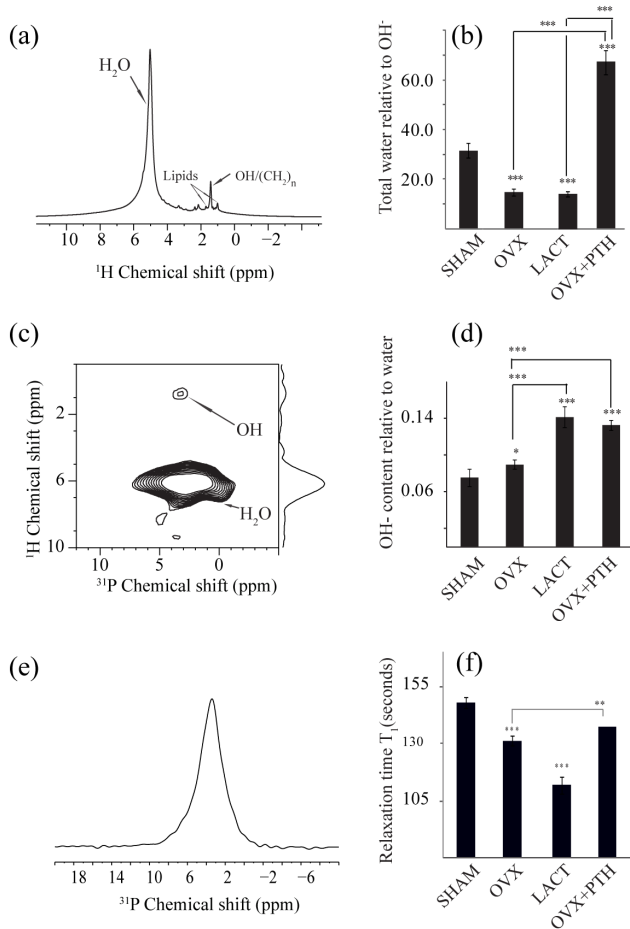 (a)
H₂O
Lipids
OH/(CH₂)ₙ
10 8 6 4 2 0 −2
¹H Chemical shift (ppm)
(b)
Total water relative to OH⁻
60.0
40.0
20.0
***
***
***
***
***
SHAM
OVX
LACT
OVX+PTH
(c)
¹H Chemical shift (ppm)
2
6
10
OH
H₂O
10 5 0
³¹P Chemical shift (ppm)
(d)
OH- content relative to water
0.14
0.06
***
***
***
***
*
SHAM
OVX
LACT
OVX+PTH
(e)
18 14 10 6 2 −2 −6
³¹P Chemical shift (ppm)
(f)
Relaxation time T₁(seconds)
155
130
105
**
***
***
SHAM
OVX
LACT
OVX+PTH